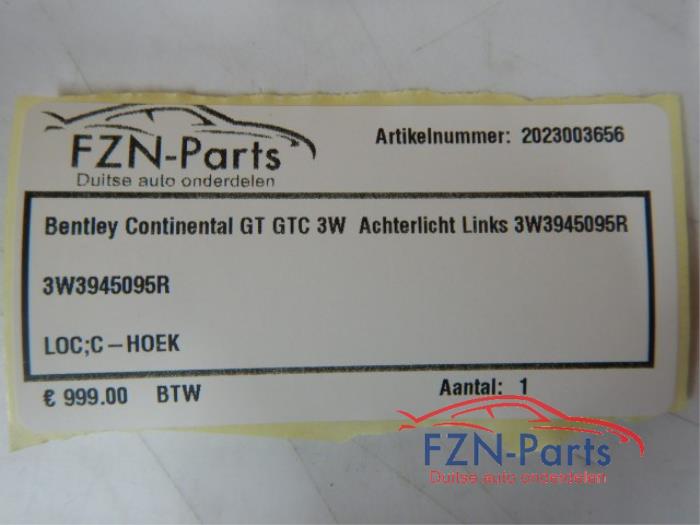 FZN-Parts
Duitse auto onderdelen
Artikelnummer: 2023003656
Bentley Continental GT GTC 3W Achterlicht Links 3W3945095R
3W3945095R
LOC;C-HOEK
€ 999.00 BTW
Aantal: 1
FZN-Parts
Duitse auto onderdelen